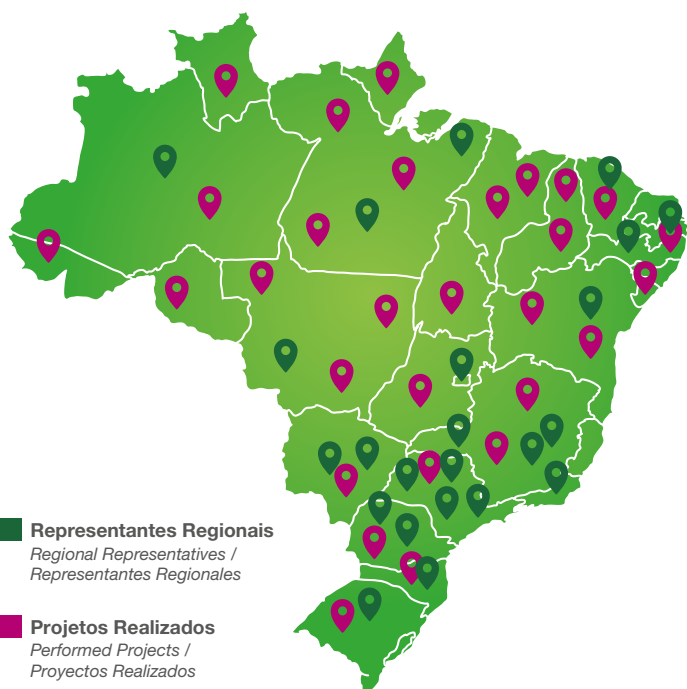 Representantes Regionais
Regional Representatives /
Representantes Regionales
Projetos Realizados
Performed Projects /
Proyectos Realizados